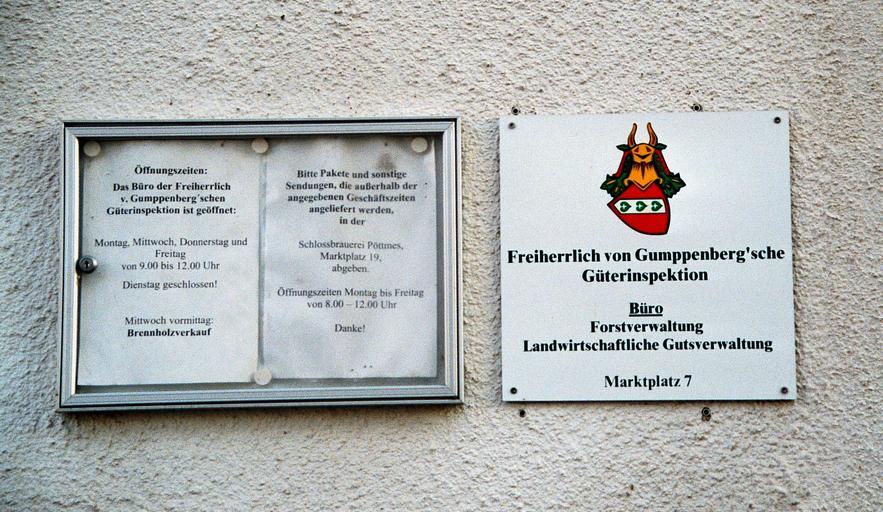 Öffnungszeiten:
Das Büro der Freiherrlich
v. Gumppenberg'schen
Güterinspektion ist geöffnet:
Montag, Mittwoch, Donnerstag und
Freitag
von 9.00 bis 12.00 Uhr
Dienstag geschlossen!
Mittwoch vormittag:
Brennholzverkauf
Bitte Pakete und sonstige
Sendungen, die außerhalb der
angegebenen Geschäftszeiten
angeliefert werden,
in der
Schlossbrauerei Pöttmes,
Marktplatz 19,
abgeben.
Öffnungszeiten Montag bis Freitag
von 8.00 – 12.00 Uhr
Danke!
Freiherrlich von Gumppenberg'sche
Güterinspektion
Büro
Forstverwaltung
Landwirtschaftliche Gutsverwaltung
Marktplatz 7